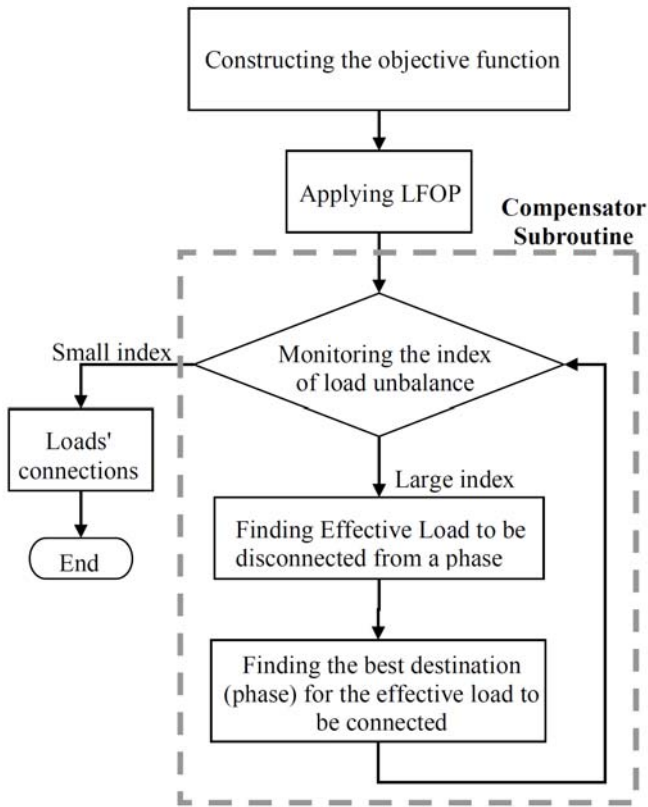 Constructing the objective function
Applying LFOP
Compensator
Subroutine
Monitoring the index
of load unbalance
Small index
Loads'
connections
End
Large index
Finding Effective Load to be
disconnected from a phase
Finding the best destination
(phase) for the effective load to
be connected